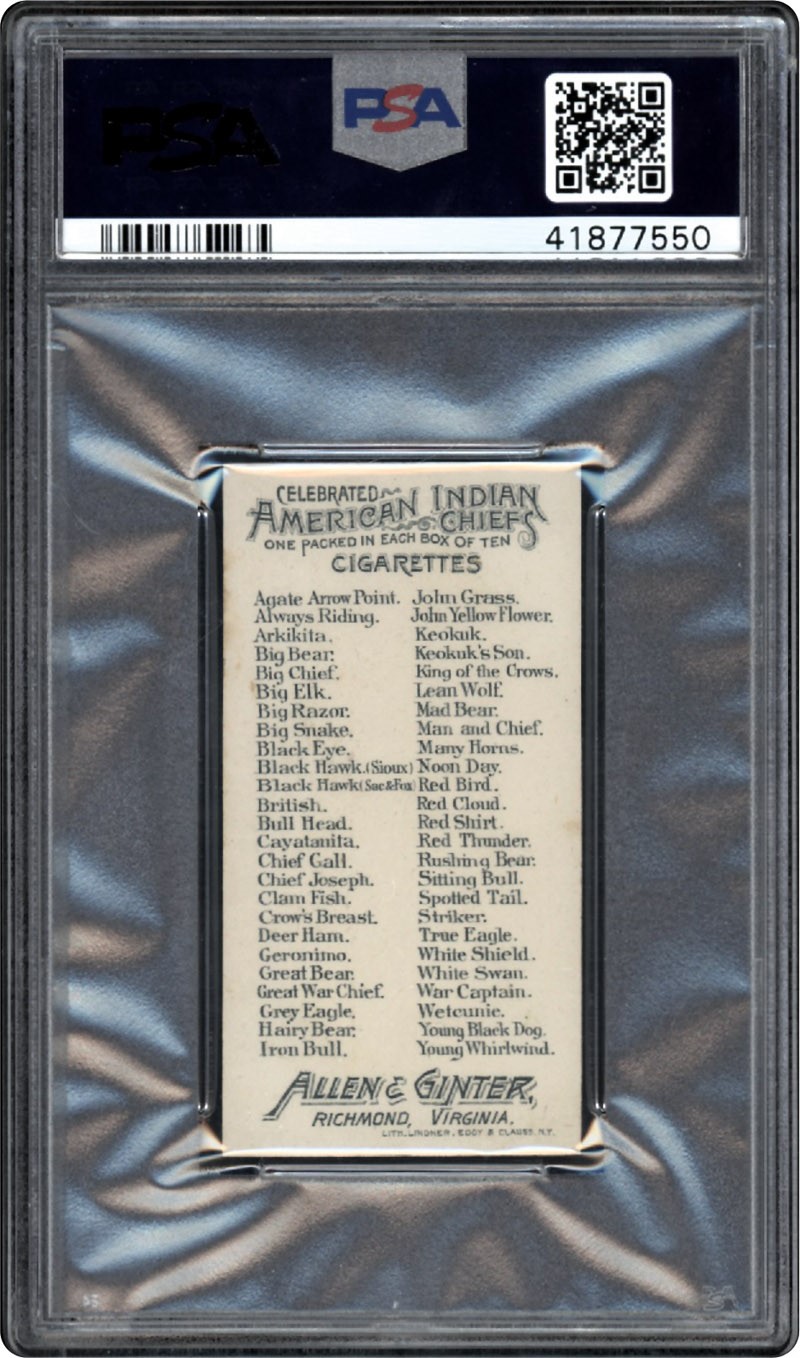 PSA
PSA
41877550
CELEBRATED
AMERICAN INDIAN
CHIEFS
ONE PACKED IN EACH BOX OF TEN
CIGARETTES
Agate Arrow Point. John Grass.
Always Riding. John Yellow Flower.
Arkikita. Keokuk.
Big Bear. Keokuk's Son.
Big Chief. King of the Crows.
Big Elk. Lean Wolf.
Big Razor. Mad Bear.
Big Snake. Man and Chief.
Black Eye. Many Horns.
Black Hawk.(Sioux) Noon Day.
Black Hawk(Sac&Fox) Red Bird.
British. Red Cloud.
Bull Head. Red Shirt.
Cayatanita. Red Thunder.
Chief Gall. Rushing Bear.
Chief Joseph. Sitting Bull.
Clam Fish. Spotted Tail.
Crow's Breast. Striker.
Deer Ham. True Eagle.
Geronimo. White Shield.
Great Bear. White Swan.
Great War Chief. War Captain.
Grey Eagle. Wetcunie.
Hairy Bear. Young Black Dog.
Iron Bull. Young Whirlwind.
ALLEN & GINTER,
RICHMOND, VIRGINIA.
LITH. LINDNER, EDDY & CLAUSS. N.Y.